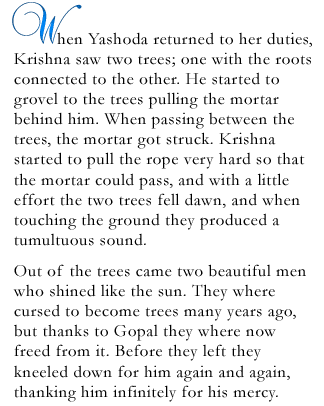 When Yashoda returned to her duties,
Krishna saw two trees; one with the roots
connected to the other. He started to
grovel to the trees pulling the mortar
behind him. When passing between the
trees, the mortar got struck. Krishna
started to pull the rope very hard so that
the mortar could pass, and with a little
effort the two trees fell dawn, and when
touching the ground they produced a
tumultuous sound.
Out of the trees came two beautiful men
who shined like the sun. They where
cursed to become trees many years ago,
but thanks to Gopal they where now
freed from it. Before they left they
kneeled down for him again and again,
thanking him infinitely for his mercy.